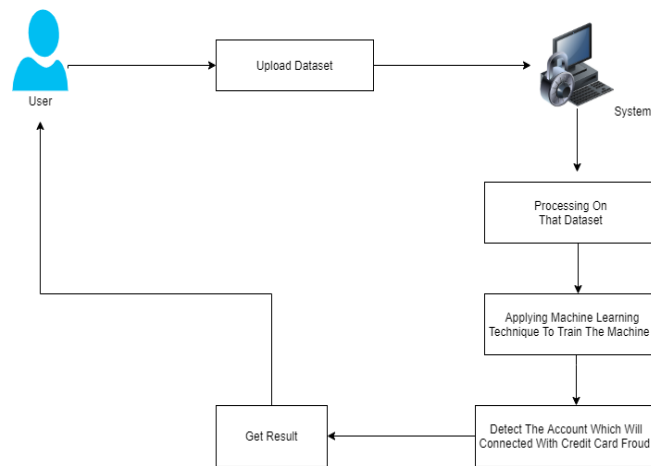 Upload Dataset
User
System
Processing On
That Dataset
Applying Machine Learning
Technique To Train The Machine
Get Result
Detect The Account Which Will
Connected With Credit Card Froud